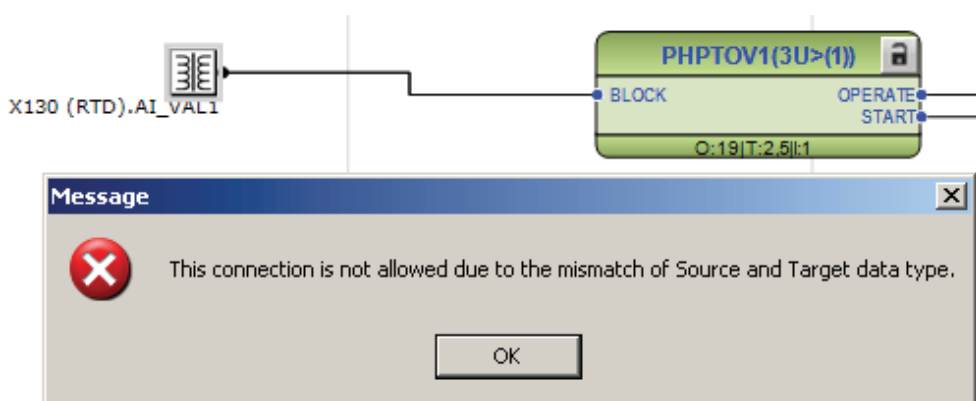 PHPTOV1(3U>(1))
X130 (RTD).AI_VAL1
BLOCK
OPERATE
START
O:19|T:2,5|I:1
Message
This connection is not allowed due to the mismatch of Source and Target data type.
OK